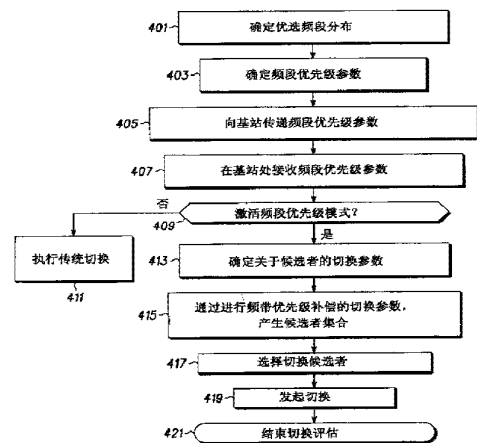 401
确定优选频段分布
403
确定频段优先级参数
405
向基站传递频段优先级参数
407
在基站处接收频段优先级参数
否
激活频段优先级模式?
409
是
执行传统切换
411
413
确定关于候选者的切换参数
415
通过进行频带优先级补偿的切换参数,
产生候选者集合
417
选择切换候选者
419
发起切换
421
结束切换评估